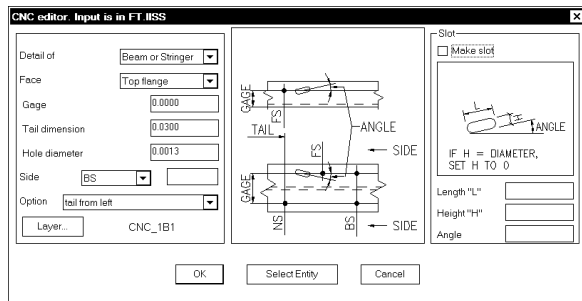 CNC editor. Input is in FT.IISS
Detail of
Beam or Stringer
Face
Top flange
Gage
0.0000
Tail dimension
0.0300
Hole diameter
0.0013
Side
BS
Option
tail from left
Layer...
CNC_1B1
GAGE
FS
TAIL
ANGLE
FS
SIDE
GAGE
NS
BS
SIDE
Slot
Make slot
L
H
ANGLE
IF H = DIAMETER,
SET H TO 0
Length "L"
Height "H"
Angle
OK
Select Entity
Cancel